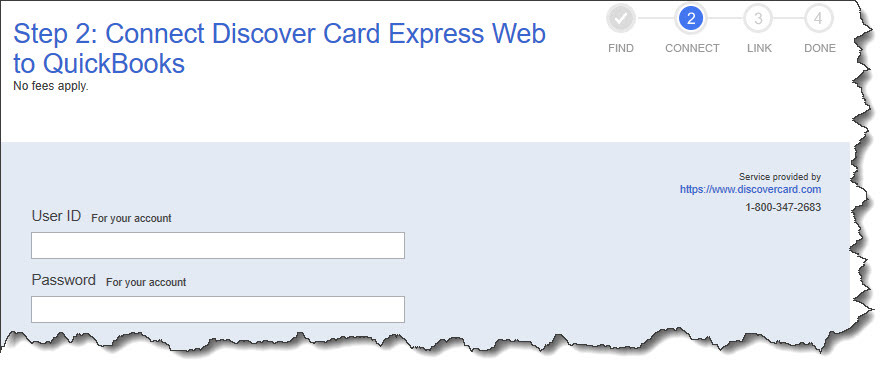 Step 2: Connect Discover Card Express Web
to QuickBooks
No fees apply.
2
3
4
FIND
CONNECT
LINK
DONE
Service provided by
https://www.discovercard.com
1-800-347-2683
User ID For your account
Password For your account